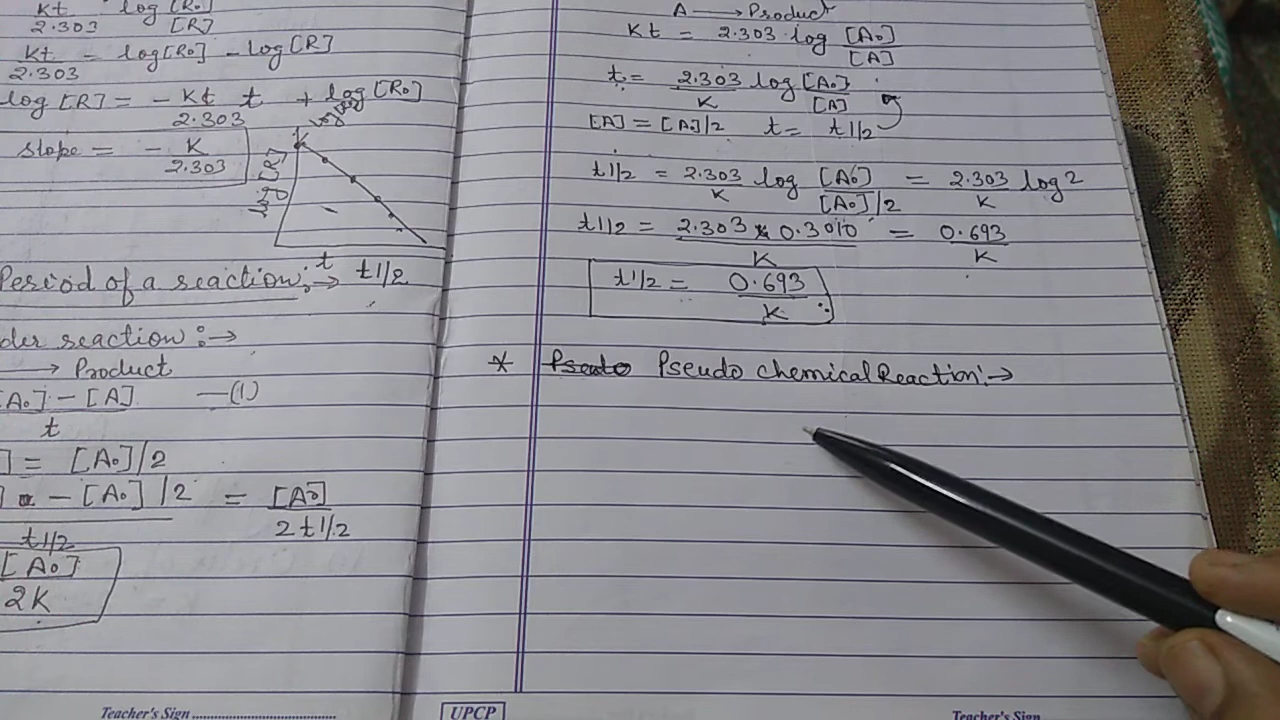 Kt/2.303 log[R₀]/[R]
Kt/2.303 = log[R₀] - log[R]
log[R] = - Kt/2.303 t + log[R₀]
slope = - K/2.303
K
t
Period of a reaction :→ t1/2
der reaction :→
⟶ Product
[A₀] - [A]/t —(1)
] = [A₀]/2
] - [A₀]/2 / t1/2 = [A₀]/2t1/2
[A₀]/2K
Teacher's Sign
A ⟶ Product
Kt = 2.303 log [A₀]/[A]
t = 2.303/K log [A₀]/[A]
[A] = [A₀]/2 t = t1/2
t1/2 = 2.303/K log [A₀]/[A₀]/2 = 2.303/K log 2
t1/2 = 2.303 x 0.3010/K = 0.693/K
t1/2 = 0.693/K
* Pseudo chemical Reaction :→
UPCP
Teacher's Sign